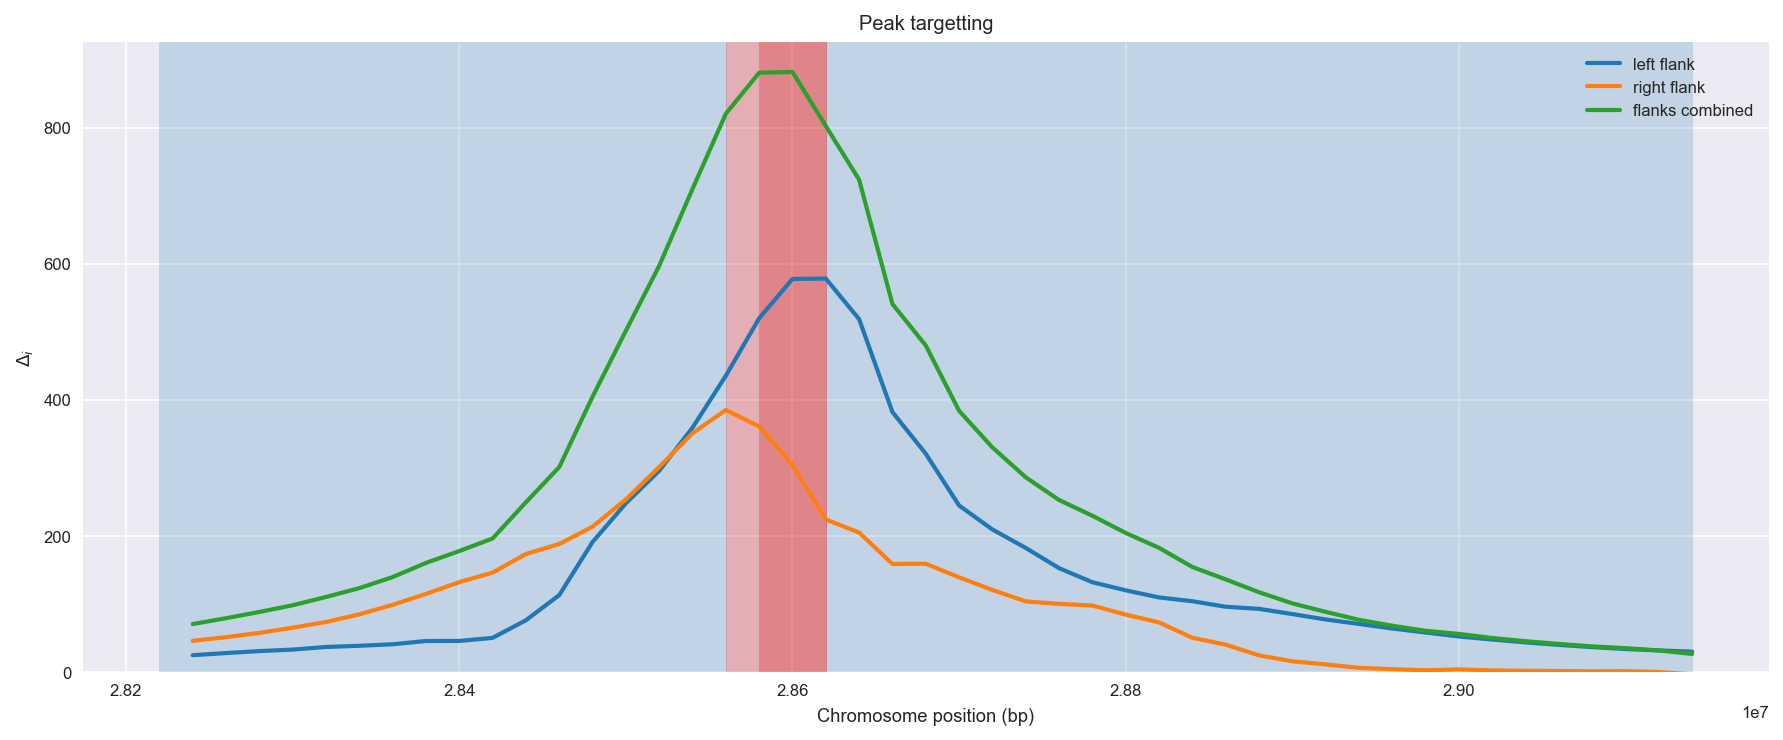 Peak targetting
left flank
right flank
flanks combined
800
600
400
200
0
Δi
2.82
2.84
2.86
2.88
2.90
1e7
Chromosome position (bp)